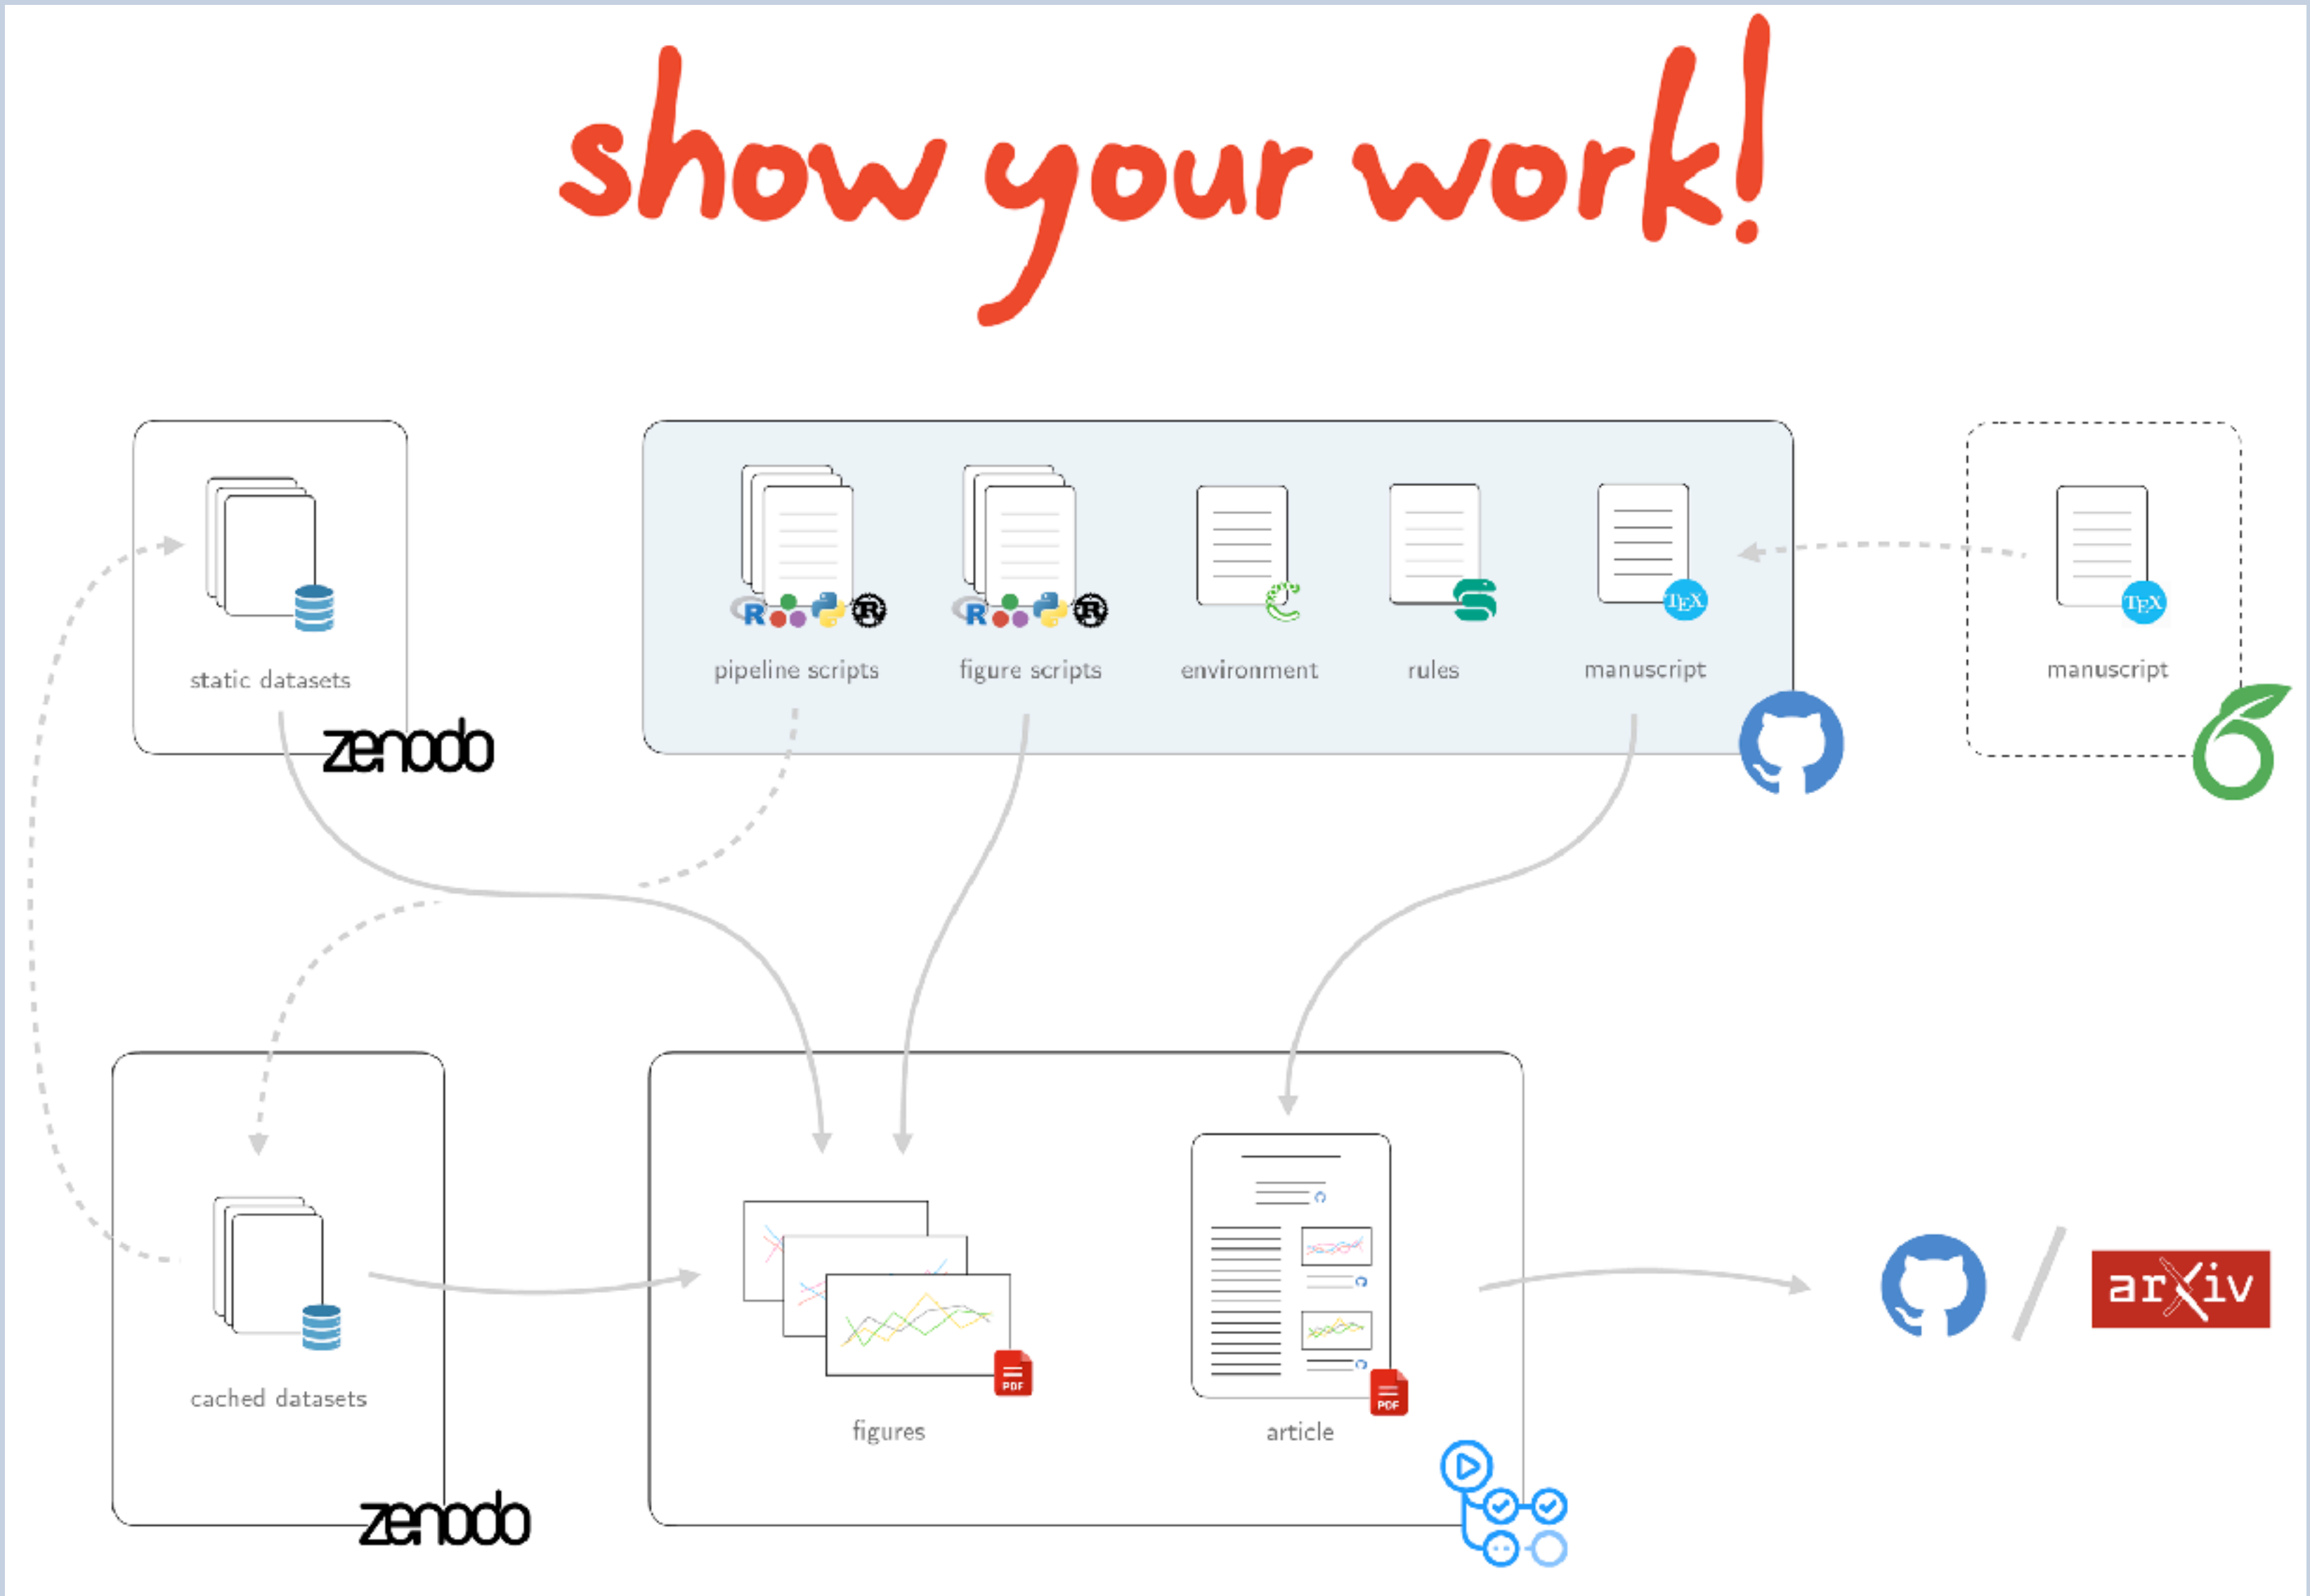 show your work!
static datasets
zenodo
R R
pipeline scripts
R R
figure scripts
environment
rules
TEX
manuscript
TEX
manuscript
cached datasets
zenodo
PDF
figures
PDF
article
arXiv